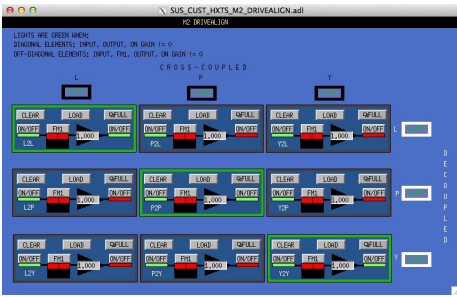 SUS_CUST_HXTS_M2_DRIVEALIGN.adl
M2 DRIVEALIGN
LIGHTS ARE GREEN WHEN;
DIAGONAL ELEMENTS; INPUT, OUTPUT, ON GAIN != 0
OFF-DIAGONAL ELEMENTS; INPUT, FM1, OUTPUT, ON GAIN != 0
CROSS-COUPLED
L P Y
CLEAR LOAD FULL CLEAR LOAD FULL CLEAR LOAD FULL
ON/OFF FM1 1,000 ON/OFF ON/OFF FM1 1,000 ON/OFF ON/OFF FM1 1,000 ON/OFF L
L2L P2L Y2L
CLEAR LOAD FULL CLEAR LOAD FULL CLEAR LOAD FULL
ON/OFF FM1 1,000 ON/OFF ON/OFF FM1 1,000 ON/OFF ON/OFF FM1 1,000 ON/OFF P
L2P P2P Y2P
CLEAR LOAD FULL CLEAR LOAD FULL CLEAR LOAD FULL
ON/OFF FM1 1,000 ON/OFF ON/OFF FM1 1,000 ON/OFF ON/OFF FM1 1,000 ON/OFF Y
L2Y P2Y Y2Y
DECOUPLED